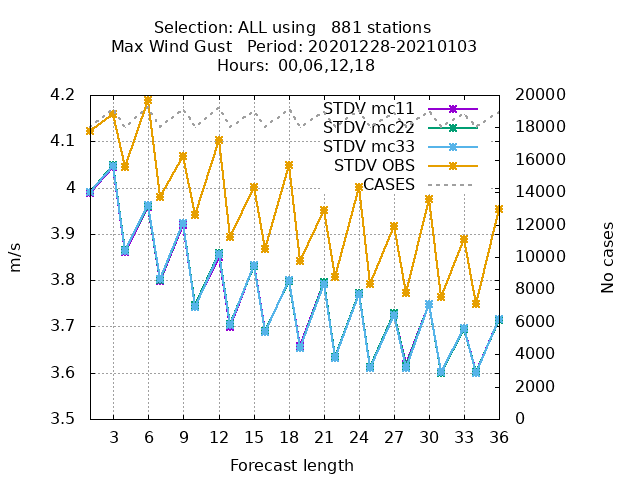 Selection: ALL using   881 stations
Max Wind Gust   Period: 20201228-20210103
Hours:  00,06,12,18
STDV mc11
STDV mc22
STDV mc33
STDV OBS
CASES
4.2
4.1
4
3.9
3.8
3.7
3.6
3.5
m/s
20000
18000
16000
14000
12000
10000
8000
6000
4000
2000
0
No cases
3 6 9 12 15 18 21 24 27 30 33 36
Forecast length